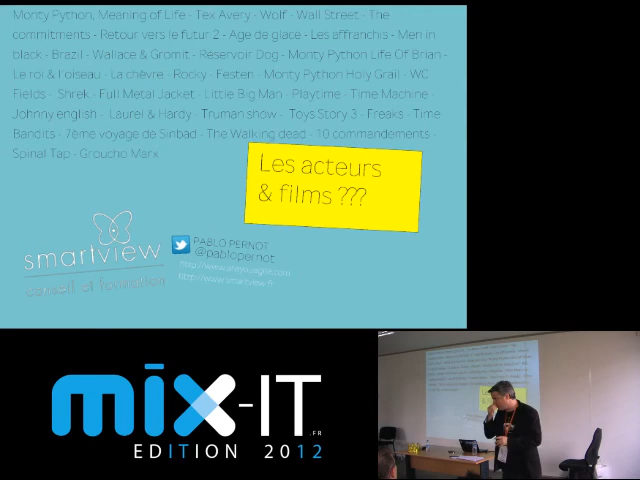 Monty Python, Meaning of Life - Tex Avery - Wolf - Wall Street - The
commitments - Retour vers le futur 2 - Age de glace - Les affranchis - Men in
black - Brazil - Wallace & Gromit - Reservoir Dog - Monty Python Life Of Brian -
Le roi & l'oiseau - La chèvre - Rocky - Festen - Monty Python Holy Grail - WC
Fields - Shrek - Full Metal Jacket - Little Big Man - Playtime - Time Machine -
Johnny english - Laurel & Hardy - Truman show - Toys Story 3 - Freaks - Time
Bandits - 7ème voyage de Sinbad - The Walking dead - 10 commandements -
Spinal Tap - Groucho Marx
Les acteurs
& films ???
smartview
conseil et formation
PABLO PERNOT
@pablopernot
http://www.smartview.fr
mix-IT
.FR
EDITION 2012